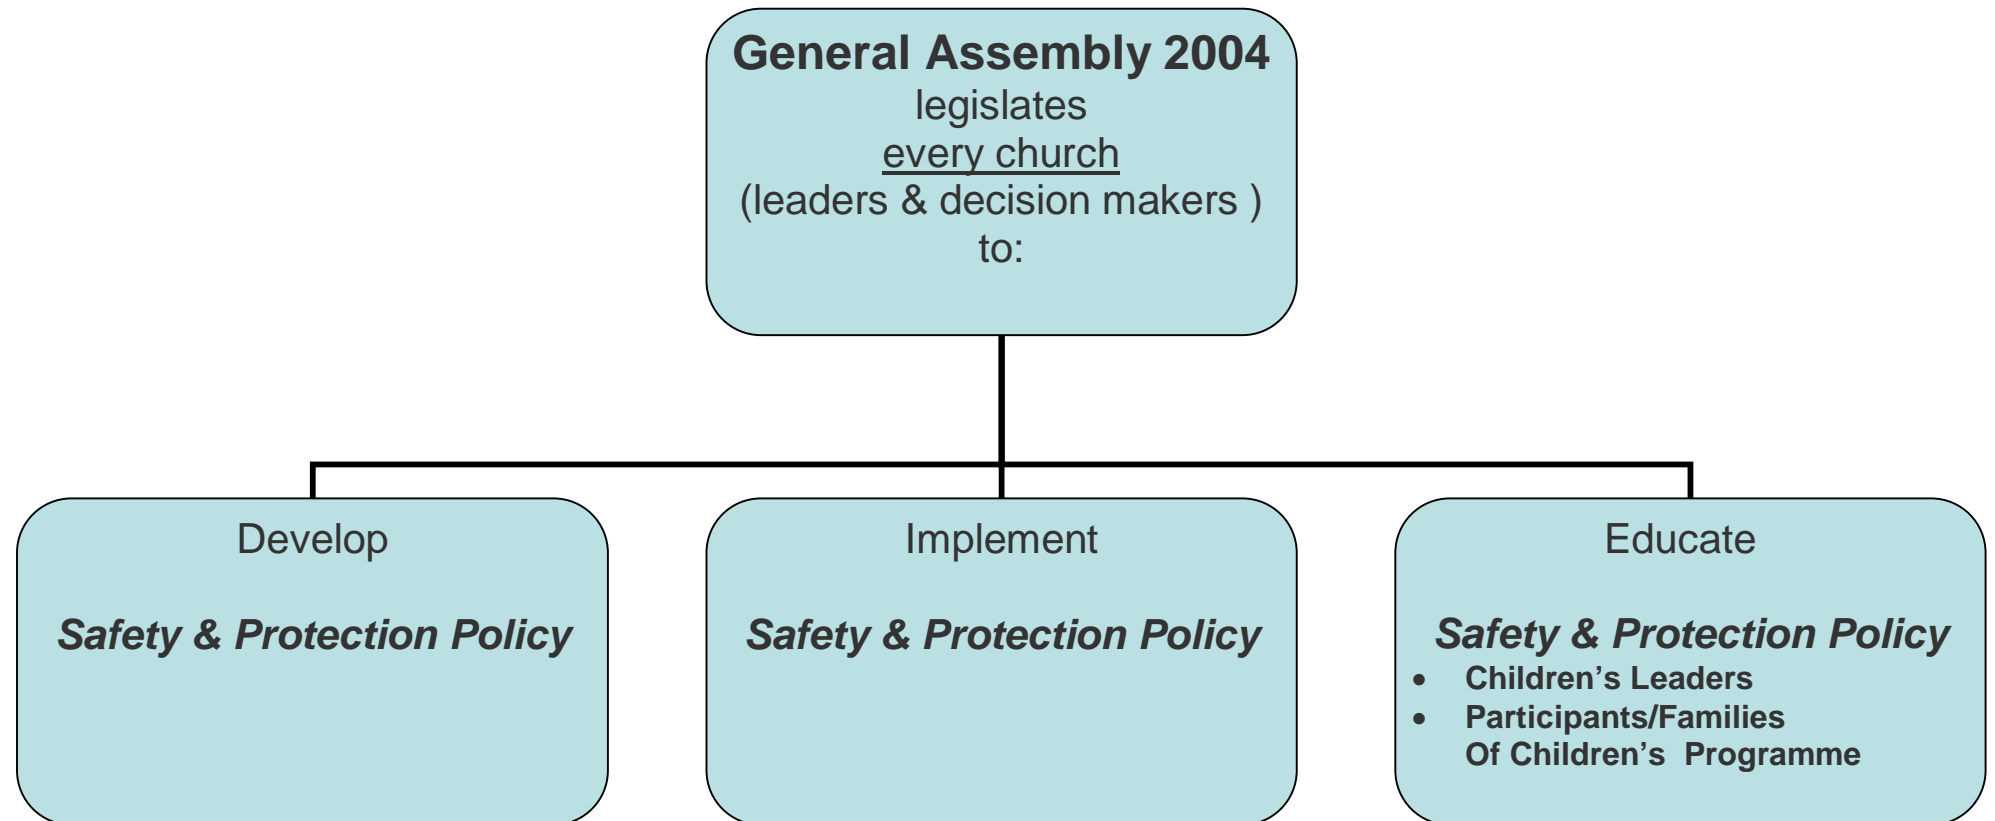 General Assembly 2004
legislates
every church
(leaders & decision makers )
to:
Develop
Safety & Protection Policy
Implement
Safety & Protection Policy
Educate
Safety & Protection Policy
• Children’s Leaders
• Participants/Families
Of Children’s  Programme